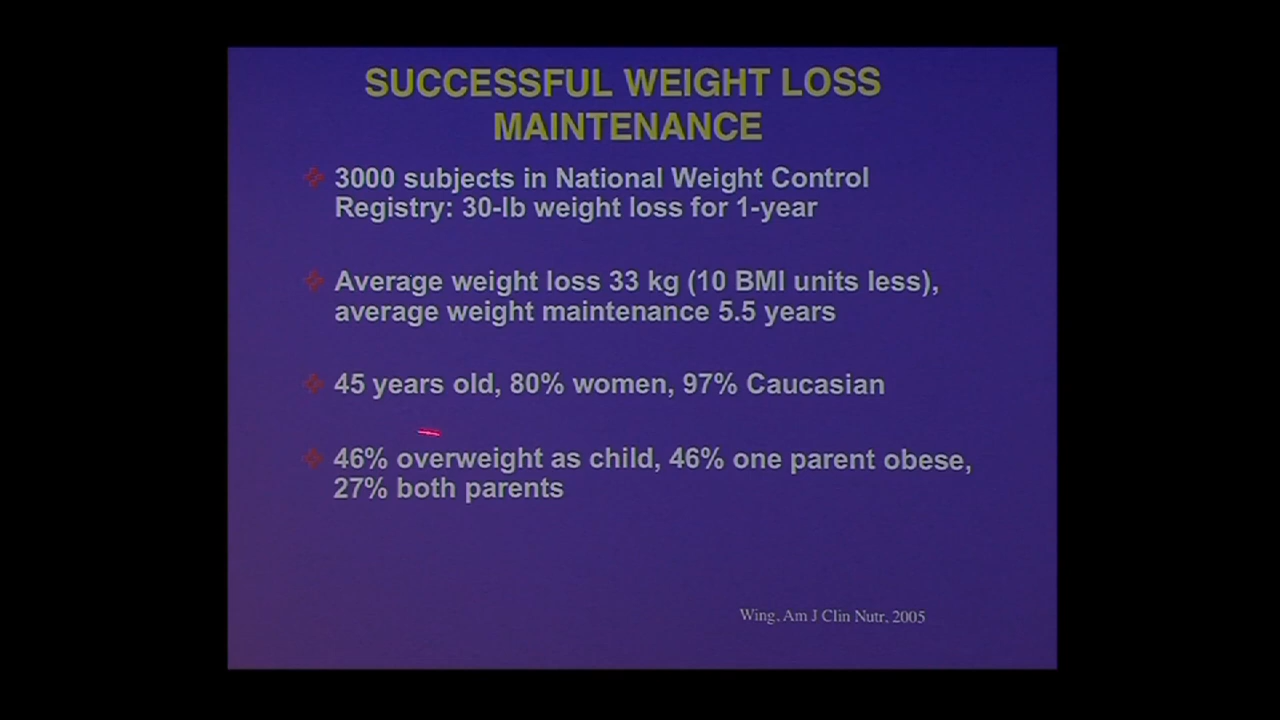 SUCCESSFUL WEIGHT LOSS
MAINTENANCE
3000 subjects in National Weight Control
Registry: 30-lb weight loss for 1-year
Average weight loss 33 kg (10 BMI units less),
average weight maintenance 5.5 years
45 years old, 80% women, 97% Caucasian
46% overweight as child, 46% one parent obese,
27% both parents
Wing, Am J Clin Nutr, 2005